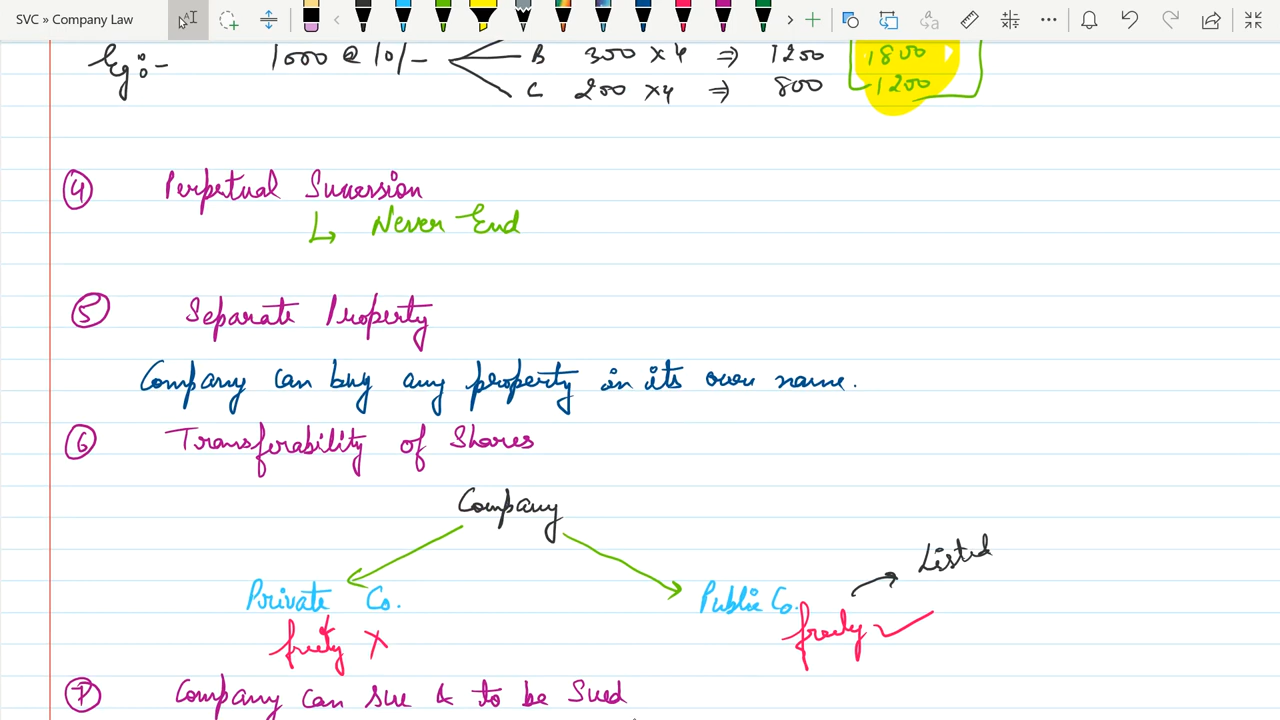 SVC » Company Law
B 300 x 4 ⇒ 1200 1800
Eg:- 1000 @ 10/-
C 200 x4 ⇒ 800 1200
④ Perpetual Sucession
↳ Never End
⑤ Separate Property
Company can buy any property in its own name.
⑥ Transferability of Shares
Company
Listed
Private Co. Public Co.
freely X freely ✓
⑦ Company can sue & to be Sued